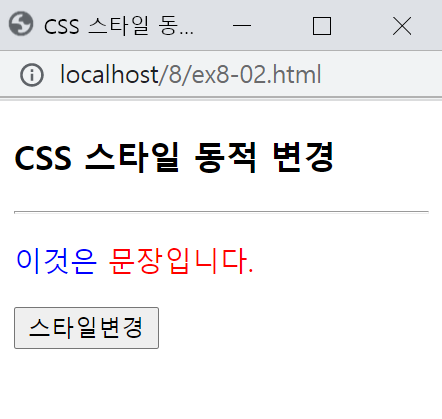 CSS 스타일 동...
localhost/8/ex8-02.html
CSS 스타일 동적 변경
이것은 문장입니다.
스타일변경